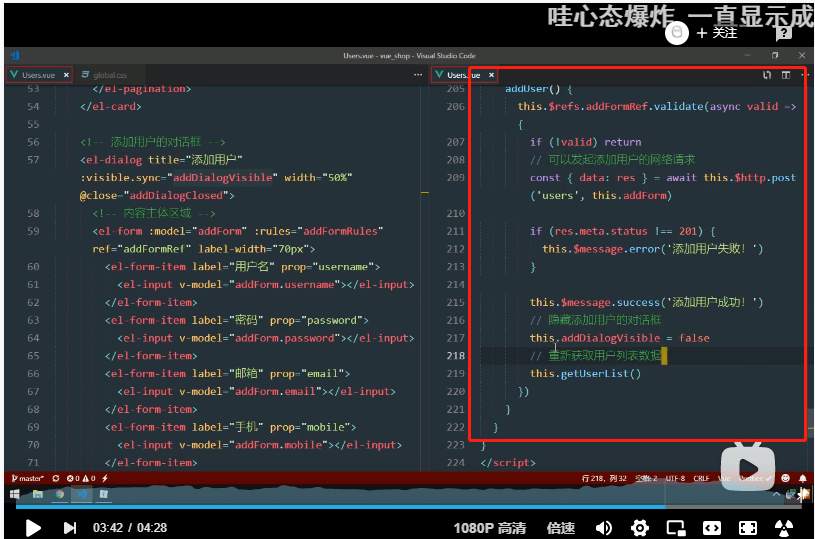 哇心态爆炸 一直显示成
+ 关注
Users.vue - vue_shop - Visual Studio Code
Users.vue ×
global.css
Users.vue ×
53 </el-pagination>
54 </el-card>
55
56 <!-- 添加用户的对话框 -->
57 <el-dialog title="添加用户"
:visible.sync="addDialogVisible" width="50%"
@close="addDialogClosed">
58 <!-- 内容主体区域 -->
59 <el-form :model="addForm" :rules="addFormRules"
ref="addFormRef" label-width="70px">
60 <el-form-item label="用户名" prop="username">
61 <el-input v-model="addForm.username"></el-input>
62 </el-form-item>
63 <el-form-item label="密码" prop="password">
64 <el-input v-model="addForm.password"></el-input>
65 </el-form-item>
66 <el-form-item label="邮箱" prop="email">
67 <el-input v-model="addForm.email"></el-input>
68 </el-form-item>
69 <el-form-item label="手机" prop="mobile">
70 <el-input v-model="addForm.mobile"></el-input>
71 </el-form-item>
205 addUser() {
206 this.$refs.addFormRef.validate(async valid =>
{
207 if (!valid) return
208 // 可以发起添加用户的网络请求
209 const { data: res } = await this.$http.post
('users', this.addForm)
210
211 if (res.meta.status !== 201) {
212 this.$message.error('添加用户失败！')
213 }
214
215 this.$message.success('添加用户成功！')
216 // 隐藏添加用户的对话框
217 this.addDialogVisible = false
218 // 重新获取用户列表数据
219 this.getUserList()
220 })
221 }
222 }
223 }
224 </script>
master*
0 0
行 218，列 32 空格: 2 UTF-8 CRLF Vue
03:42 / 04:28
1080P 高清 倍速